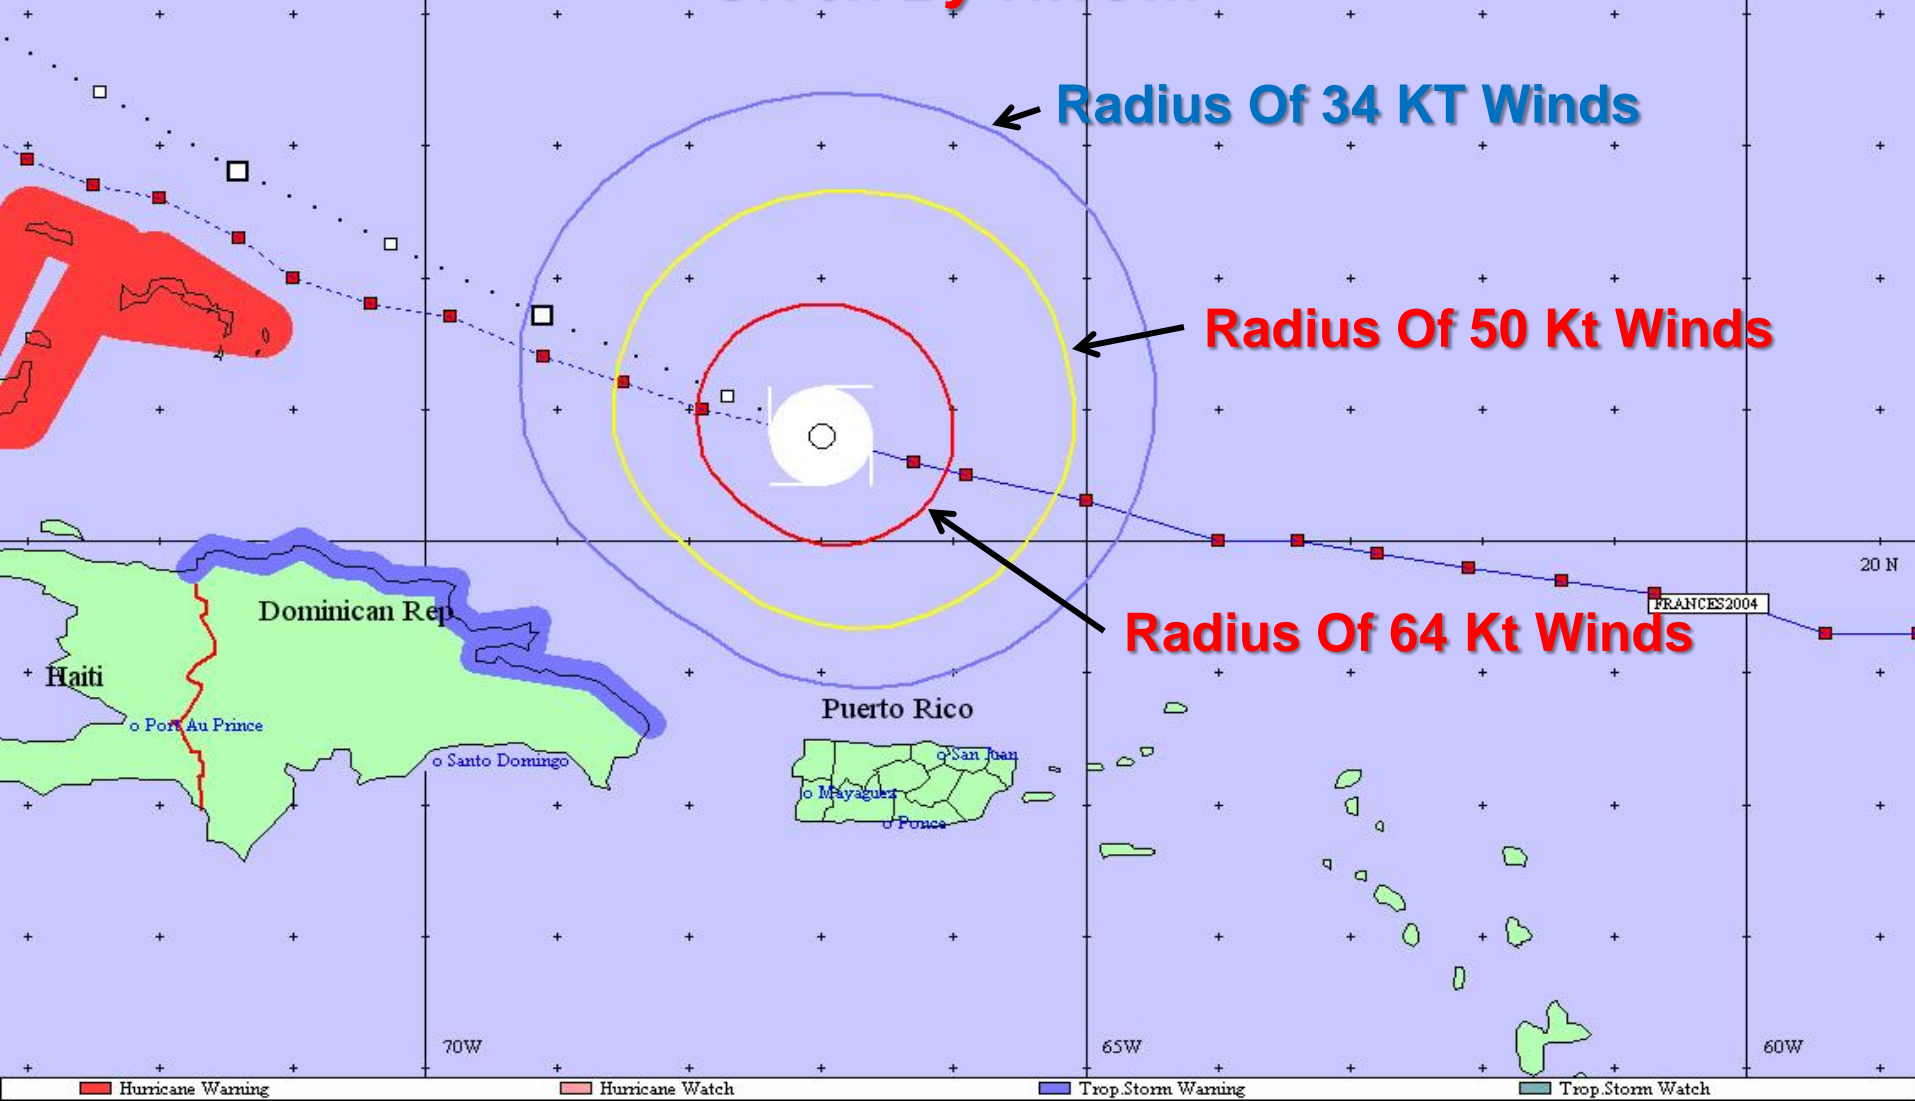 Radius Of 34 KT Winds
Radius Of 50 Kt Winds
20 N
FRANCES2004
Dominican Rep
Radius Of 64 Kt Winds
Haiti
Puerto Rico
o Port Au Prince
o Santo Domingo
o San Juan
o Mayaguez
o Ponce
70W
65W
60W
Hurricane Warning
Hurricane Watch
Trop.Storm Warning
Trop.Storm Watch